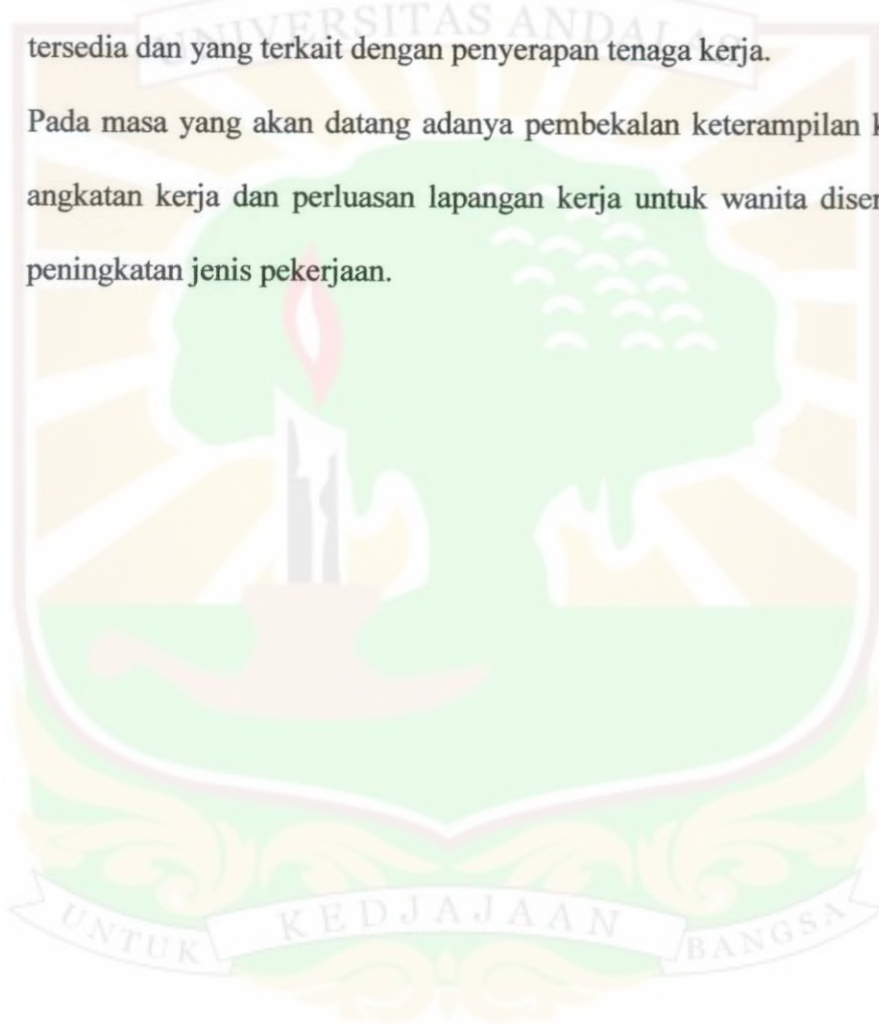 UNIVERSITAS ANDALAS
tersedia dan yang terkait dengan penyerapan tenaga kerja.
Pada masa yang akan datang adanya pembekalan keterampilan
angkatan kerja dan perluasan lapangan kerja untuk wanita
peningkatan jenis pekerjaan.
UNTUK KEDJAJAAN BANGSA